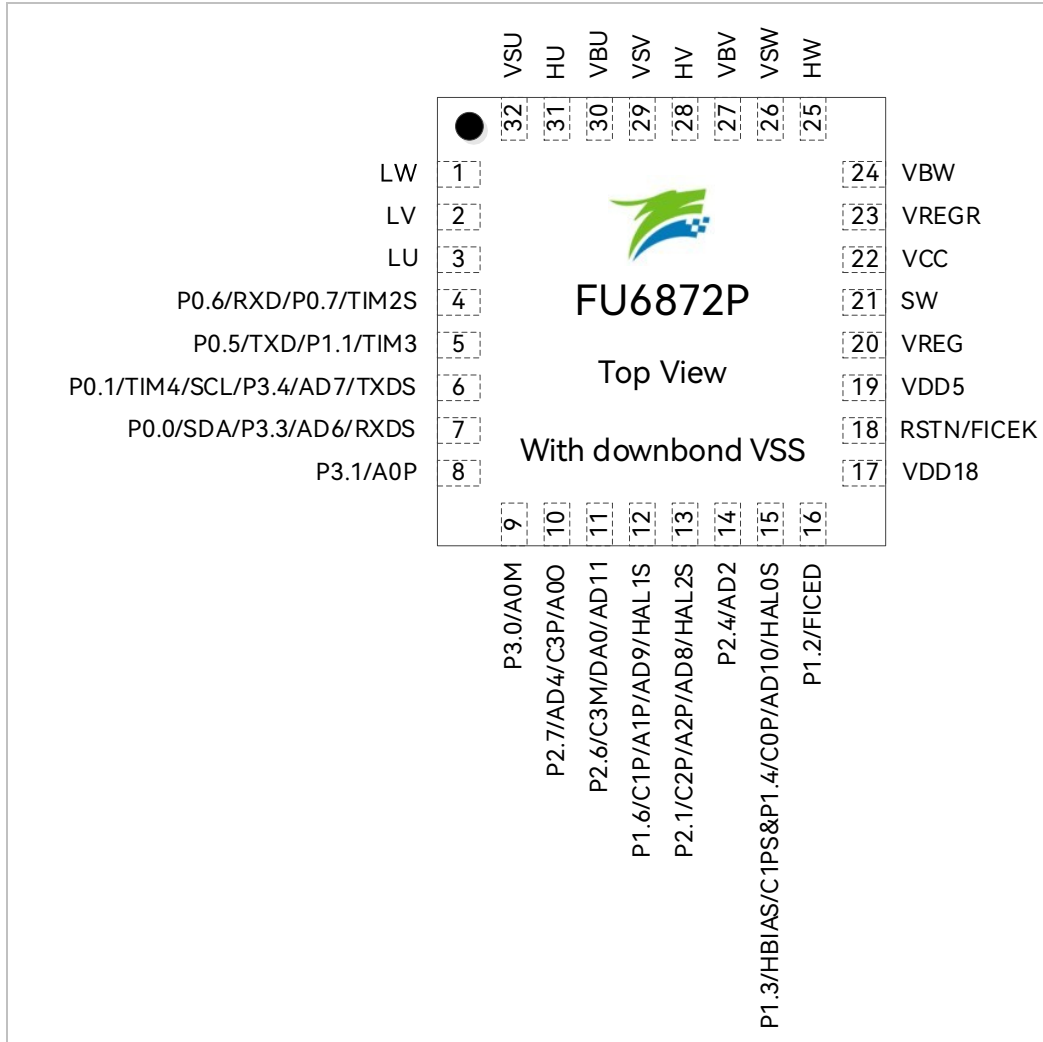 VSU
HU
VBU
VSV
HV
VBV
VSW
HW
32
31
30
29
28
27
26
25
LW 1
LV 2
LU 3
P0.6/RXD/P0.7/TIM2S 4
P0.5/TXD/P1.1/TIM3 5
P0.1/TIM4/SCL/P3.4/AD7/TXDS 6
P0.0/SDA/P3.3/AD6/RXDS 7
P3.1/A0P 8
FU6872P
Top View
With downbond VSS
24 VBW
23 VREGR
22 VCC
21 SW
20 VREG
19 VDD5
18 RSTN/FICEK
17 VDD18
9
10
11
12
13
14
15
16
P3.0/A0M
P2.7/AD4/C3P/A0O
P2.6/C3M/DA0/AD11
P1.6/C1P/A1P/AD9/HAL1S
P2.1/C2P/A2P/AD8/HAL2S
P2.4/AD2
P1.3/HBIAS/C1PS&P1.4/C0P/AD10/HAL0S
P1.2/FICED